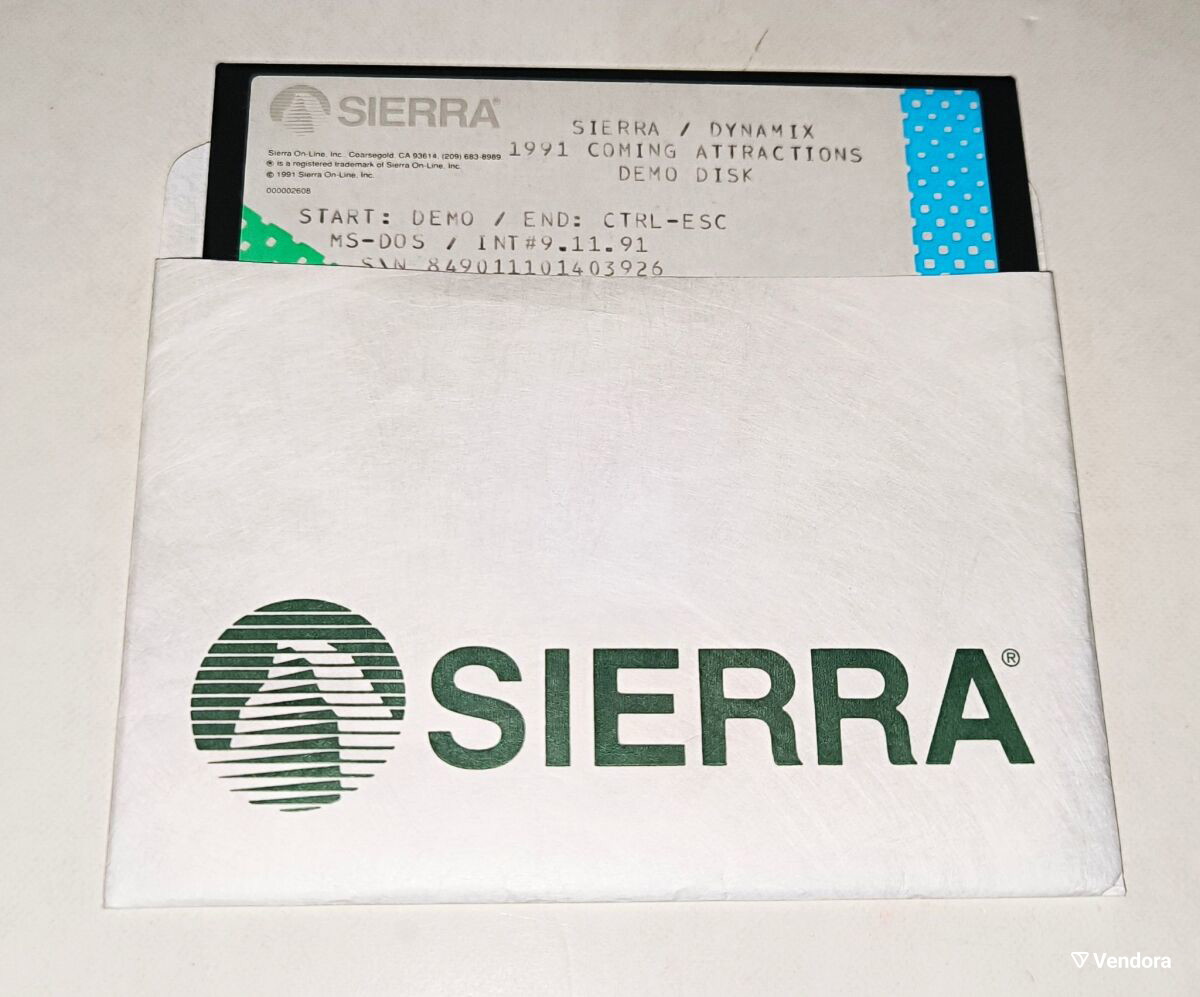 SIERRA®
Sierra On-Line, Inc. Coarsegold, CA 93614, (209) 683-8989
® is a registered trademark of Sierra On-Line, Inc.
© 1991 Sierra On-Line, Inc.
000002608
SIERRA / DYNAMIX
1991 COMING ATTRACTIONS
DEMO DISK
START: DEMO / END: CTRL-ESC
MS-DOS / INT#9.11.91
S\N 849011101403926
SIERRA®
Vendora